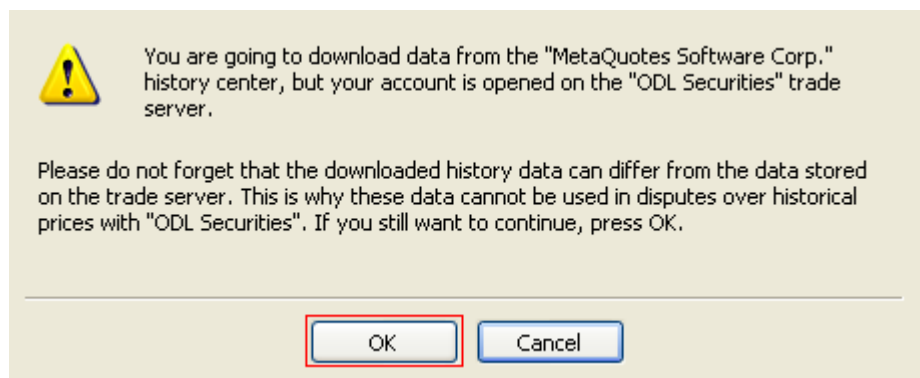 You are going to download data from the "MetaQuotes Software Corp."
history center, but your account is opened on the "ODL Securities" trade
server.
Please do not forget that the downloaded history data can differ from the data stored
on the trade server. This is why these data cannot be used in disputes over historical
prices with "ODL Securities". If you still want to continue, press OK.
OK
Cancel